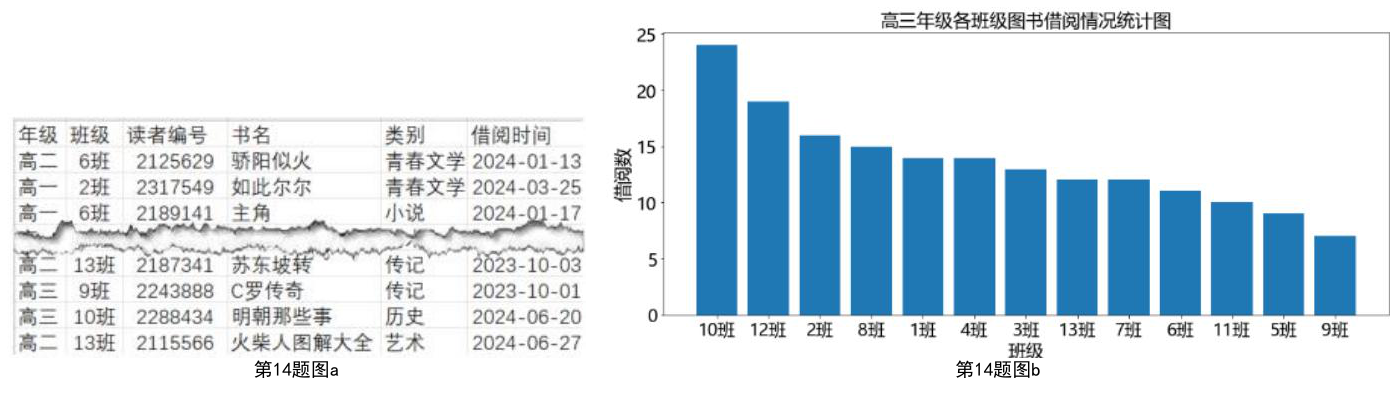 年级 班级 读者编号 书名 类别 借阅时间
高二 6班 2125629 骄阳似火 青春文学 2024-01-13
高一 2班 2317549 如此尔尔 青春文学 2024-03-25
高一 6班 2189141 主角 小说 2024-01-17
高二 13班 2187341 苏东坡转 传记 2023-10-03
高三 9班 2243888 C罗传奇 传记 2023-10-01
高三 10班 2288434 明朝那些事 历史 2024-06-20
高二 13班 2115566 火柴人图解大全 艺术 2024-06-27
第14题图a
高三年级各班级图书借阅情况统计图
25
20
15
10
5
0
借阅数
10班 12班 2班 8班 1班 4班 3班 13班 7班 6班 11班 5班 9班
班级
第14题图b